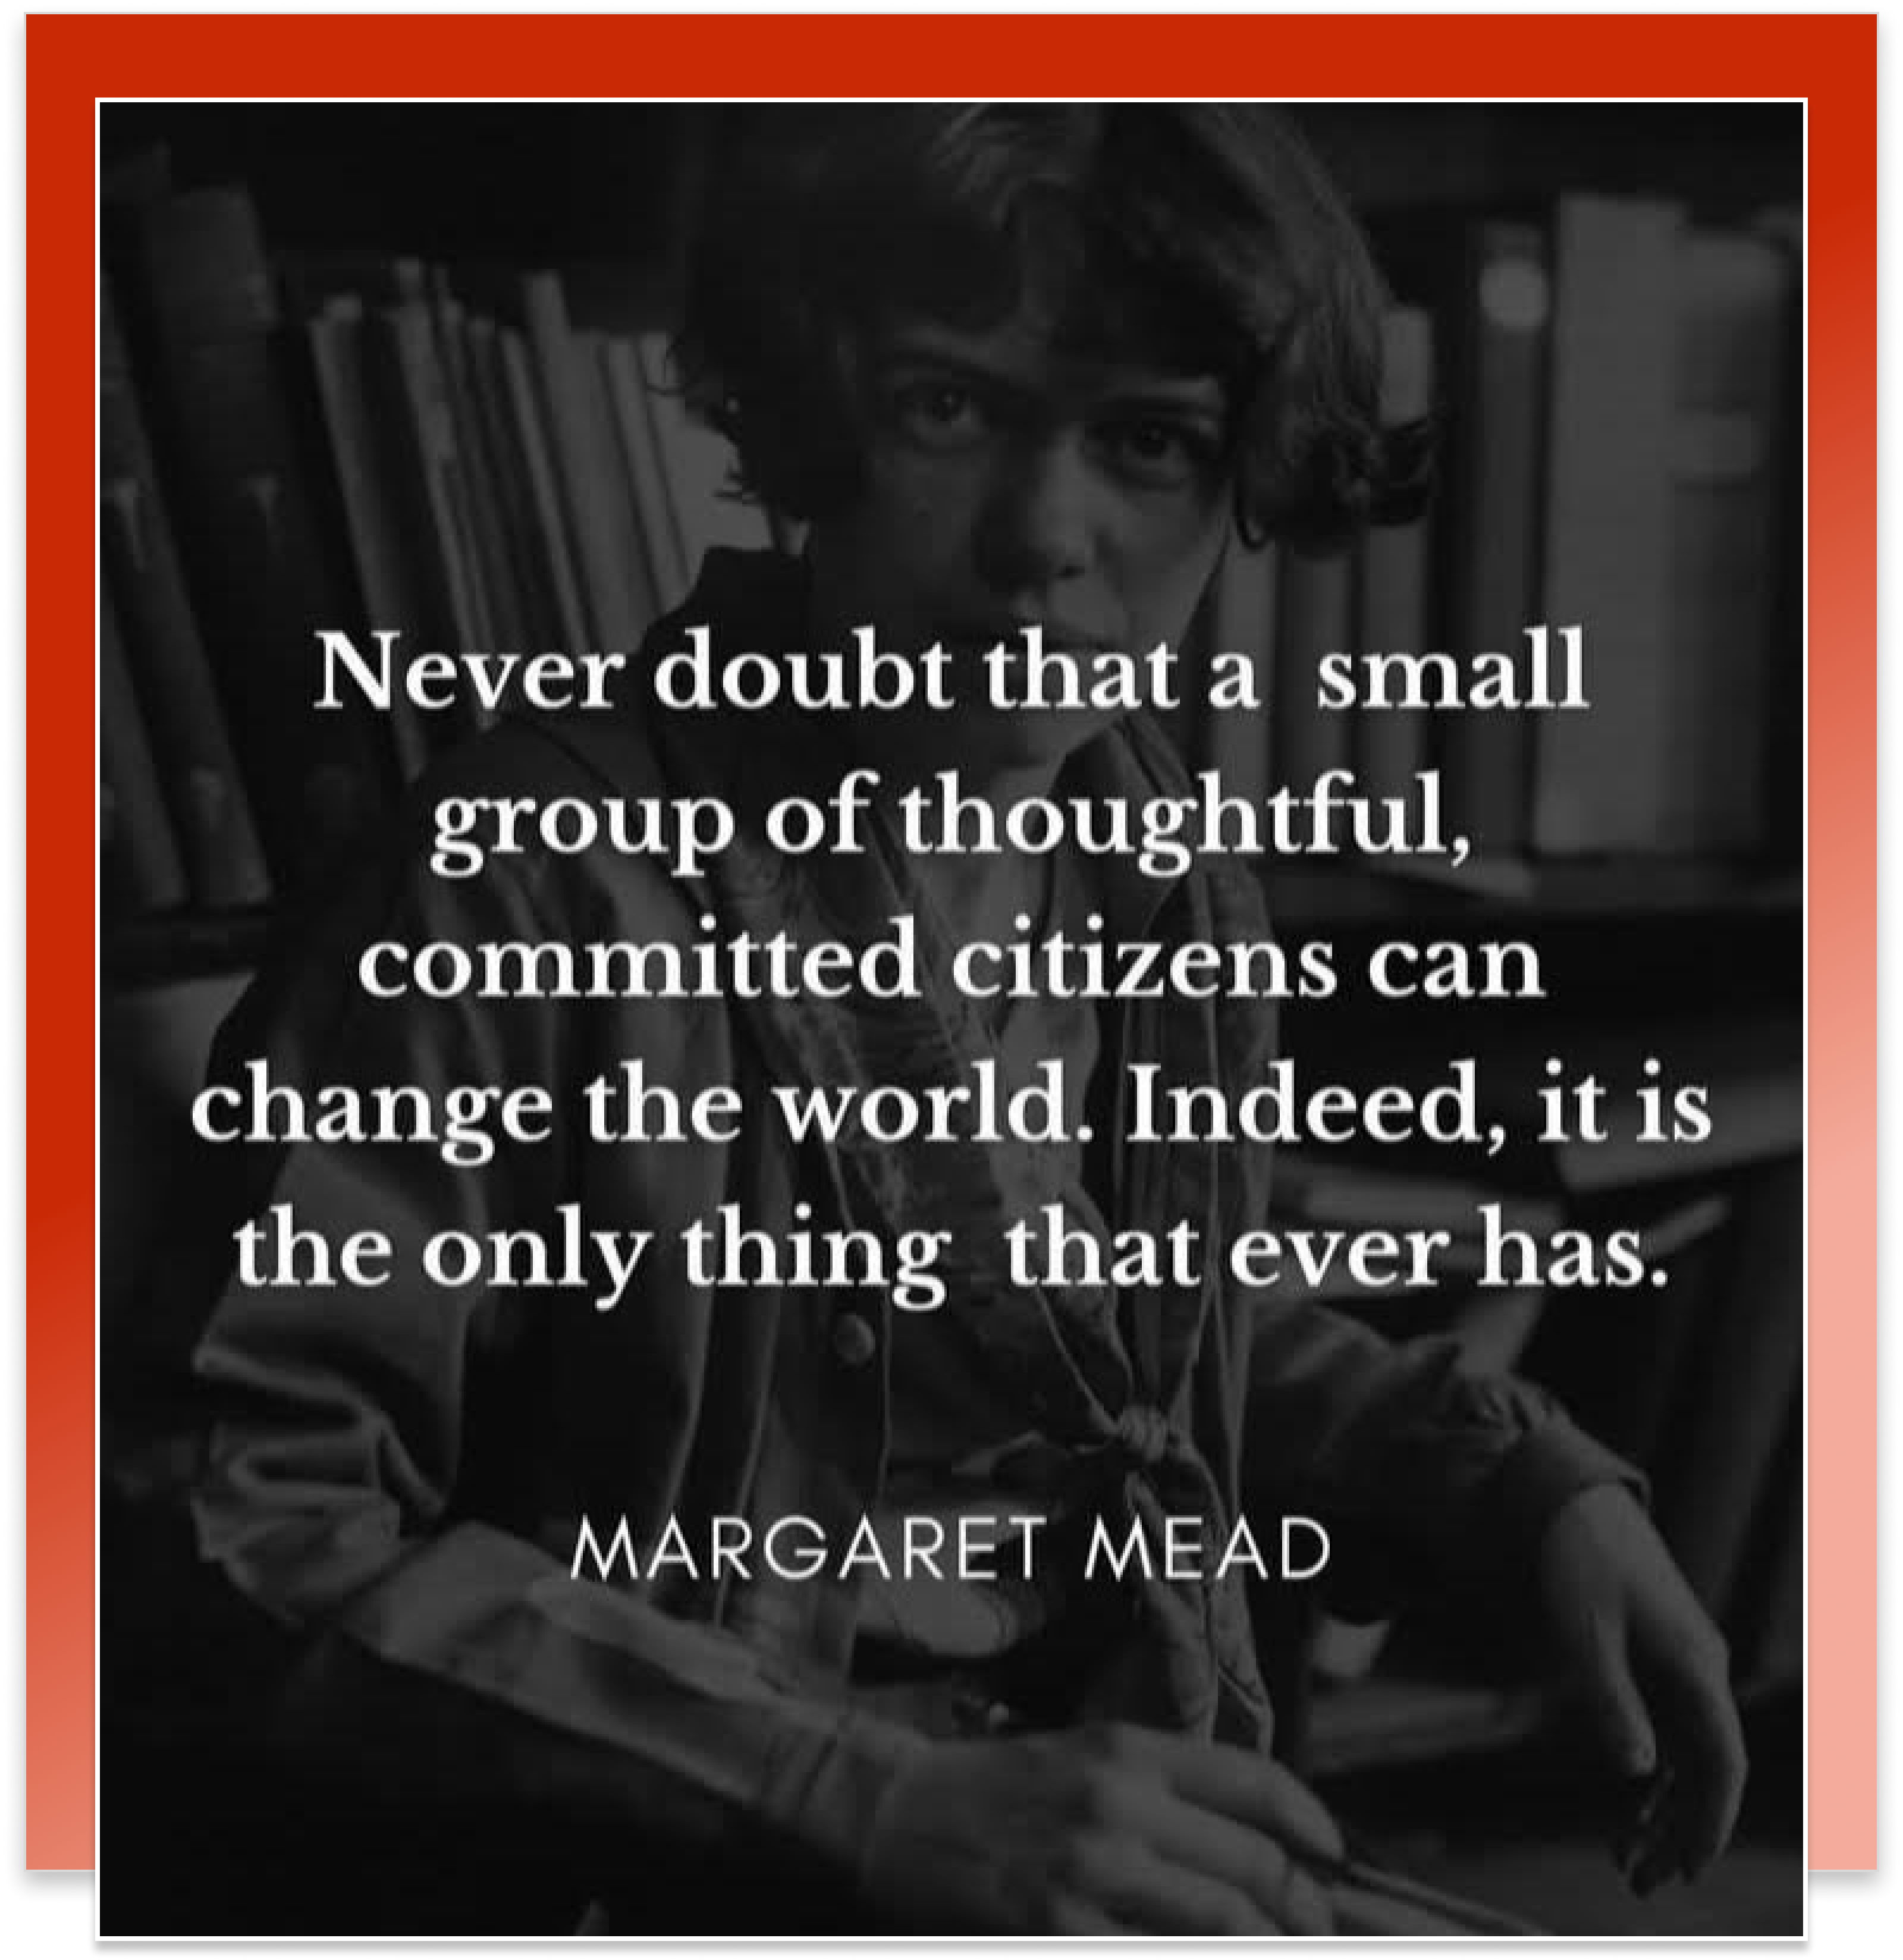 Never doubt that a  small
group of thoughtful,
committed citizens can
change the world. Indeed, it is
the only thing  that ever has.
MARGARET MEAD